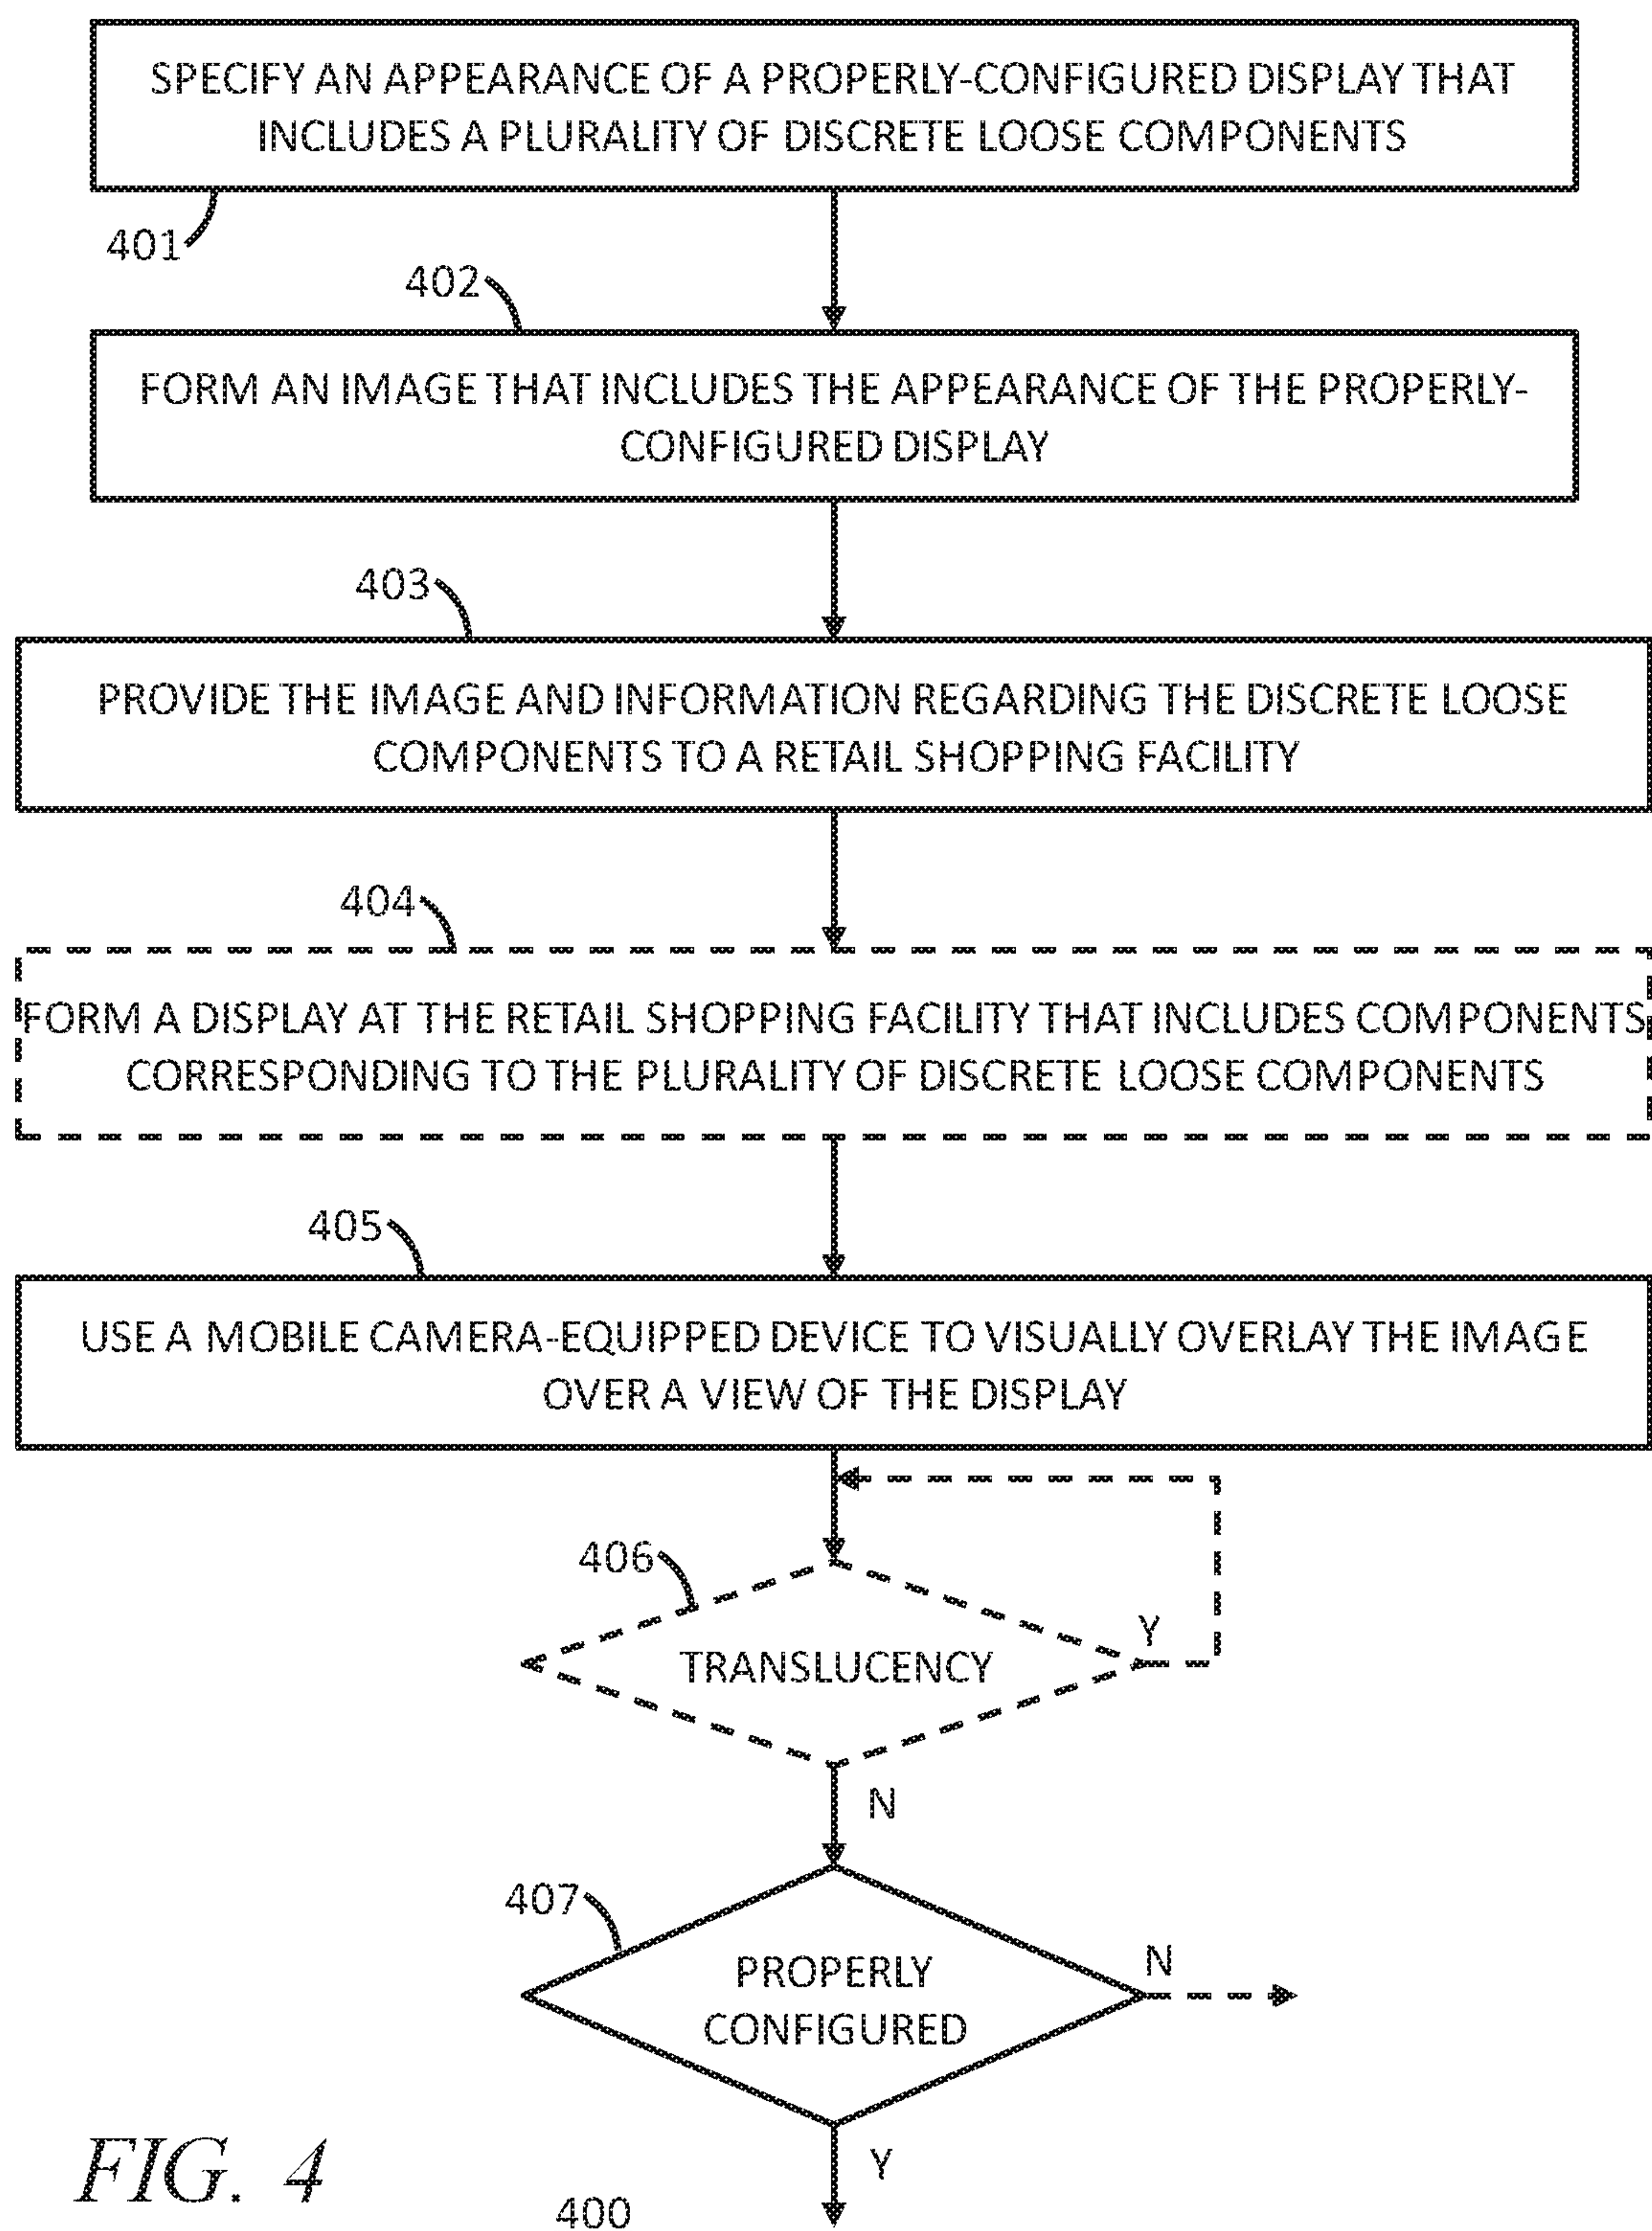 SPECIFY AN APPEARANCE OF A PROPERLY-CONFIGURED DISPLAY THAT
INCLUDES A PLURALITY OF DISCRETE LOOSE COMPONENTS
401
402
FORM AN IMAGE THAT INCLUDES THE APPEARANCE OF THE PROPERLY-
CONFIGURED DISPLAY
403
PROVIDE THE IMAGE AND INFORMATION REGARDING THE DISCRETE LOOSE
COMPONENTS TO A RETAIL SHOPPING FACILITY
404
FORM A DISPLAY AT THE RETAIL SHOPPING FACILITY THAT INCLUDES COMPONENTS
CORRESPONDING TO THE PLURALITY OF DISCRETE LOOSE COMPONENTS
405
USE A MOBILE CAMERA-EQUIPPED DEVICE TO VISUALLY OVERLAY THE IMAGE
OVER A VIEW OF THE DISPLAY
406
Y
TRANSLUCENCY
N
407
N
PROPERLY
CONFIGURED
Y
FIG. 4
400